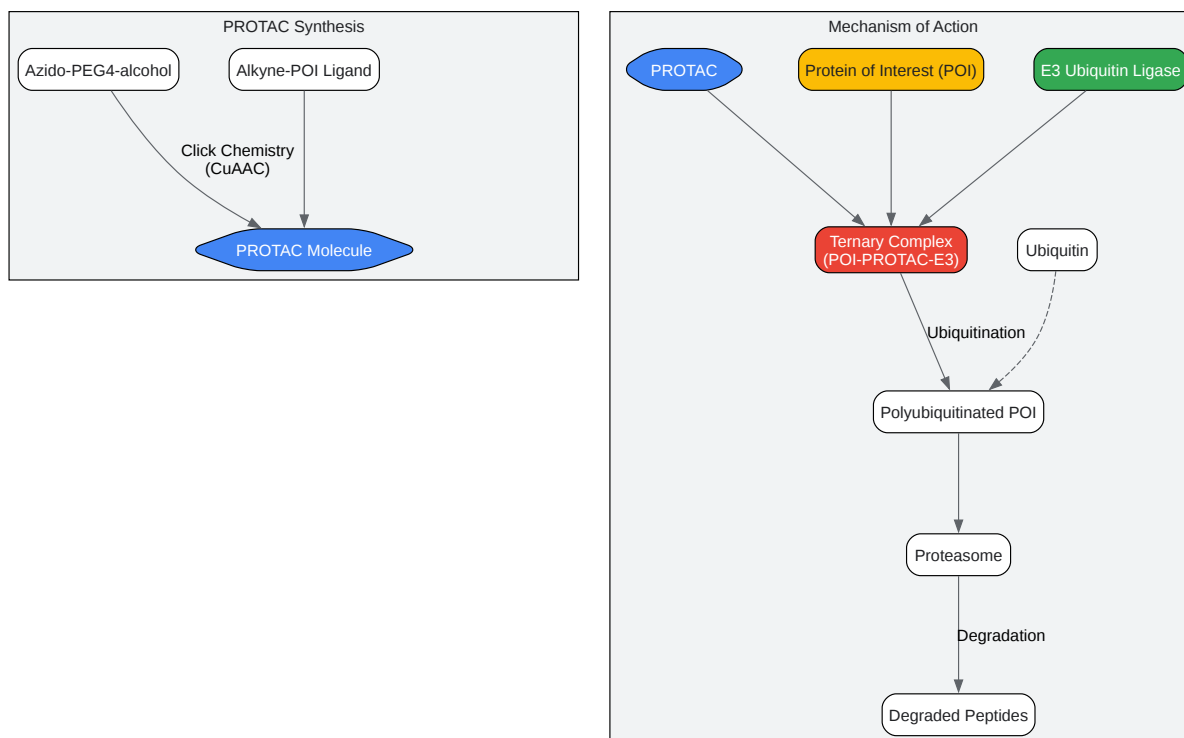 PROTAC Synthesis
Azido-PEG4-alcohol
Alkyne-POI Ligand
Click Chemistry
(CuAAC)
PROTAC Molecule
Mechanism of Action
PROTAC
Protein of Interest (POI)
E3 Ubiquitin Ligase
Ternary Complex
(POI-PROTAC-E3)
Ubiquitin
Ubiquitination
Polyubiquitinated POI
Proteasome
Degradation
Degraded Peptides